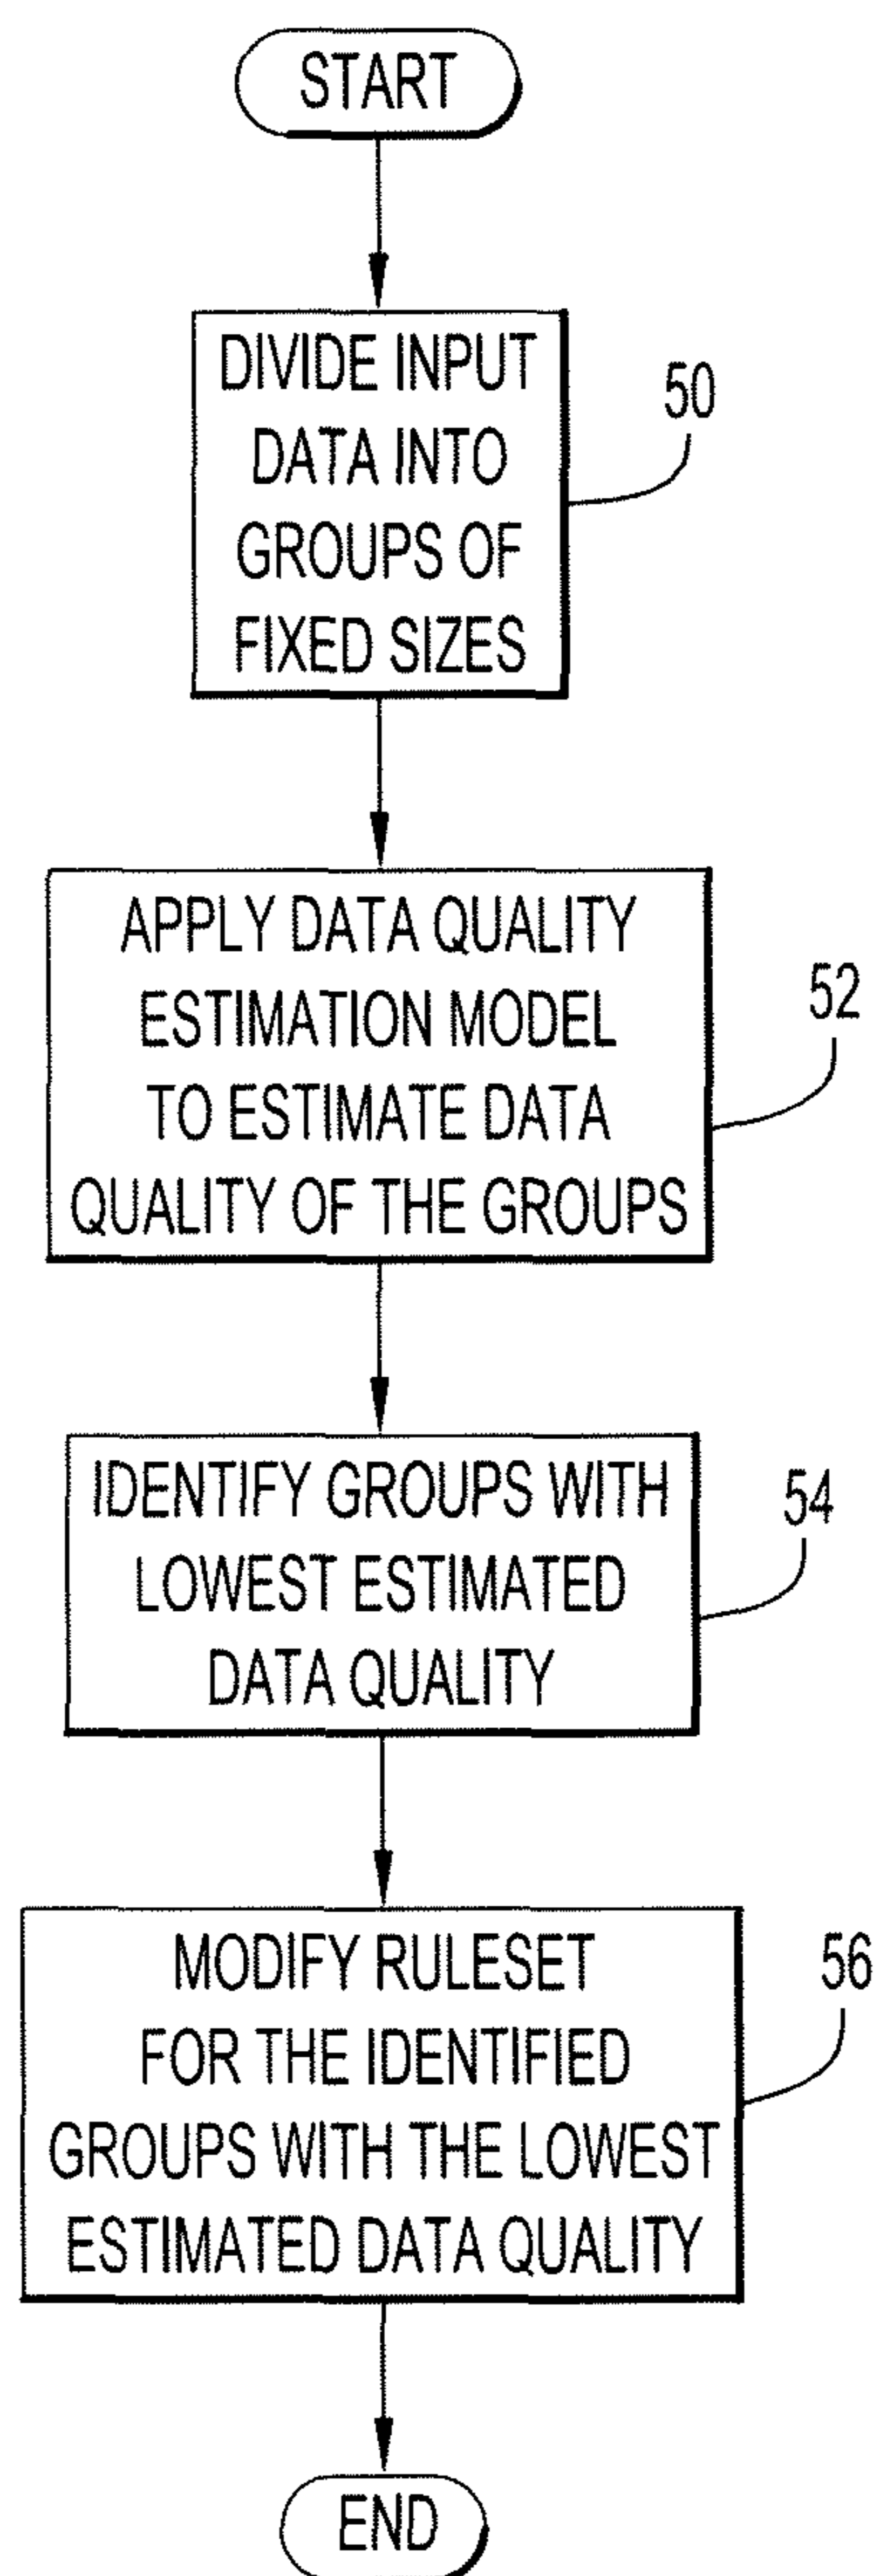 START
DIVIDE INPUT
DATA INTO
GROUPS OF
FIXED SIZES
50
APPLY DATA QUALITY
ESTIMATION MODEL
TO ESTIMATE DATA
QUALITY OF THE GROUPS
52
IDENTIFY GROUPS WITH
LOWEST ESTIMATED
DATA QUALITY
54
MODIFY RULESET
FOR THE IDENTIFIED
GROUPS WITH THE LOWEST
ESTIMATED DATA QUALITY
56
END